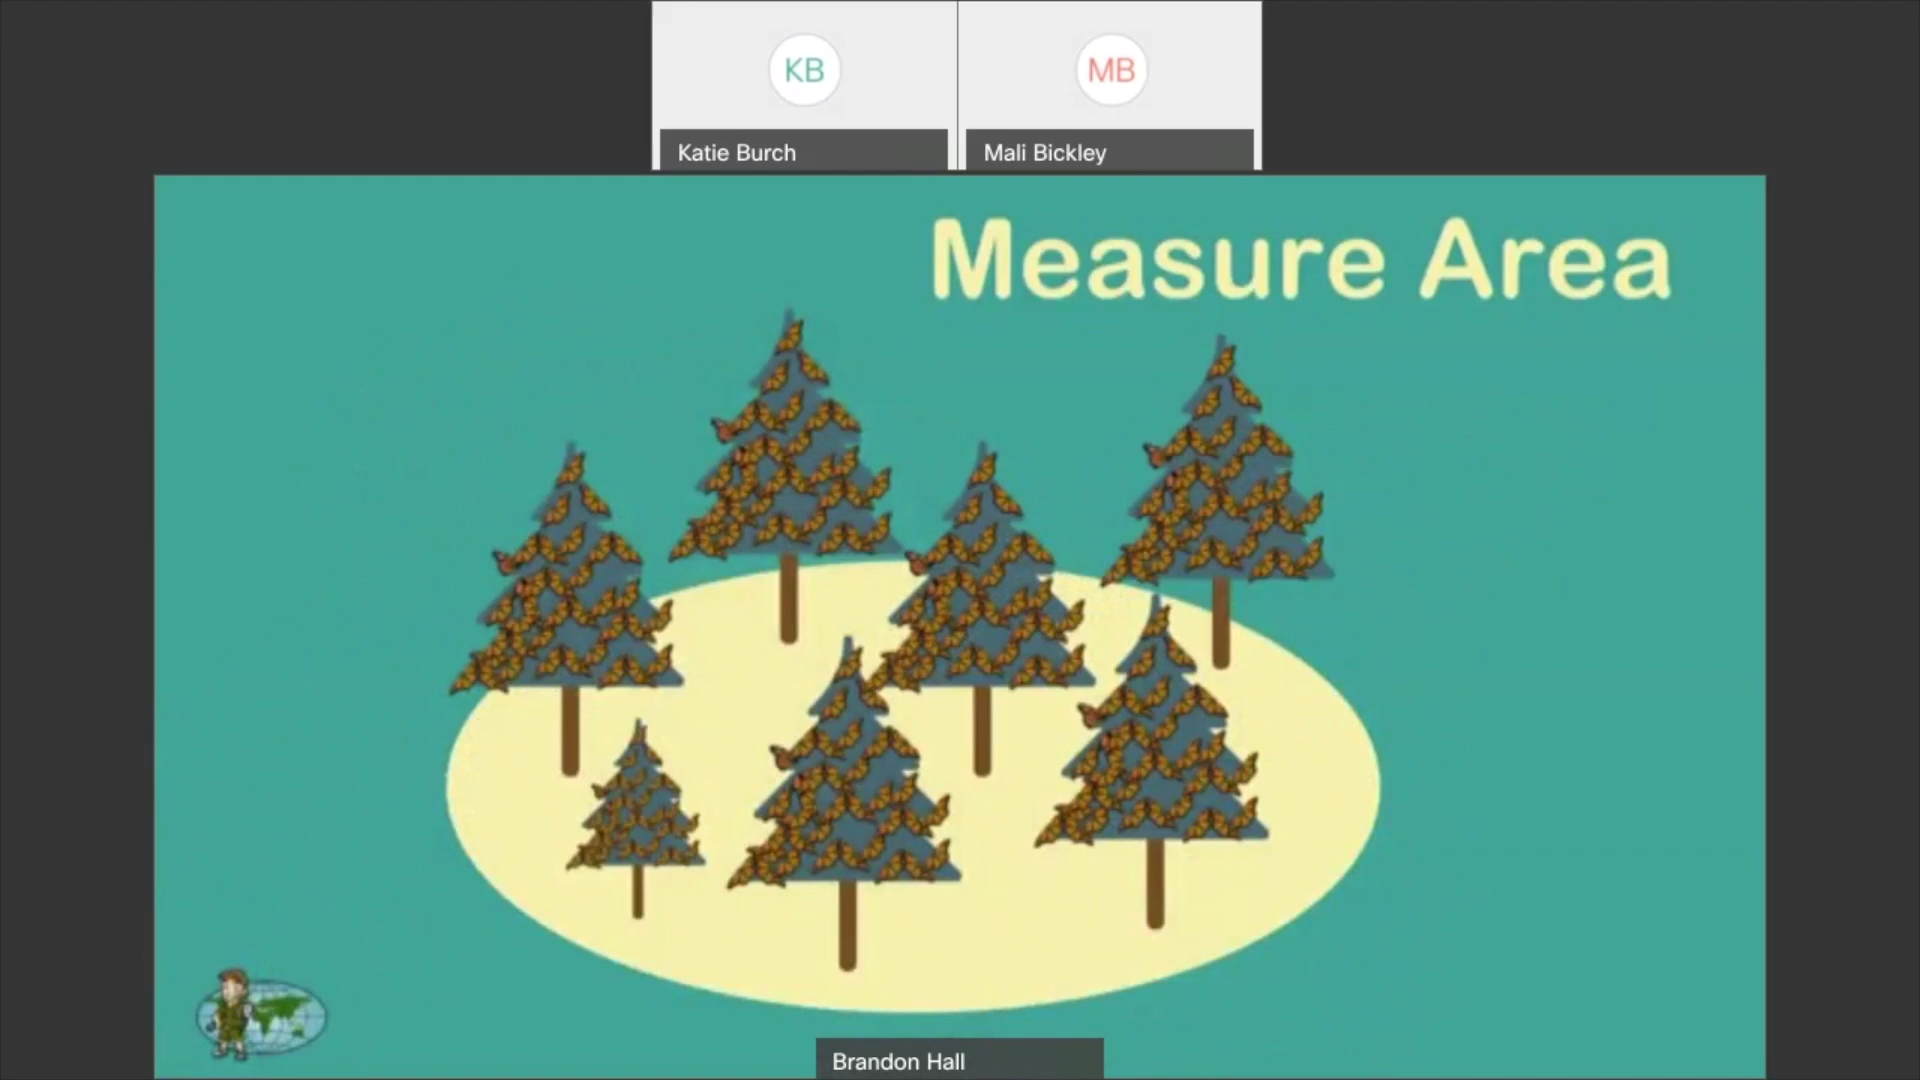 KB
MB
Katie Burch
Mali Bickley
Measure Area
Brandon Hall